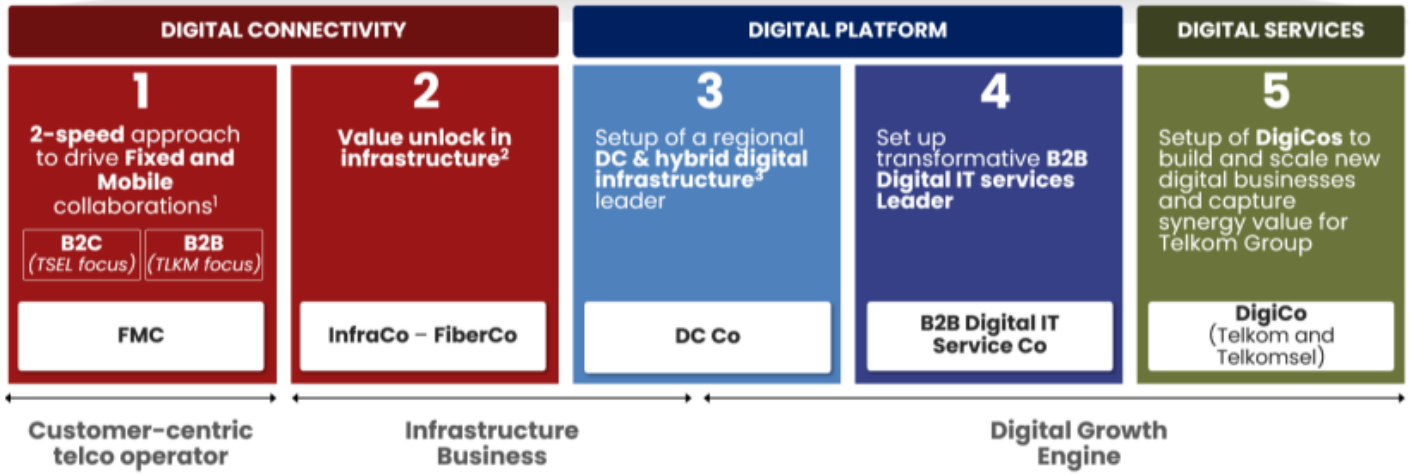 DIGITAL CONNECTIVITY
DIGITAL PLATFORM
DIGITAL SERVICES
1
2-speed approach
to drive Fixed and
Mobile
collaborations¹
B2C
(TSEL focus)
B2B
(TLKM focus)
FMC
2
Value unlock in
infrastructure²
InfraCo – FiberCo
3
Setup of a regional
DC & hybrid digital
infrastructure³
leader
DC Co
4
Set up
transformative B2B
Digital IT services
Leader
B2B Digital IT
Service Co
5
Setup of DigiCos to
build and scale new
digital businesses
and capture
synergy value for
Telkom Group
DigiCo
(Telkom and
Telkomsel)
Customer-centric
telco operator
Infrastructure
Business
Digital Growth
Engine